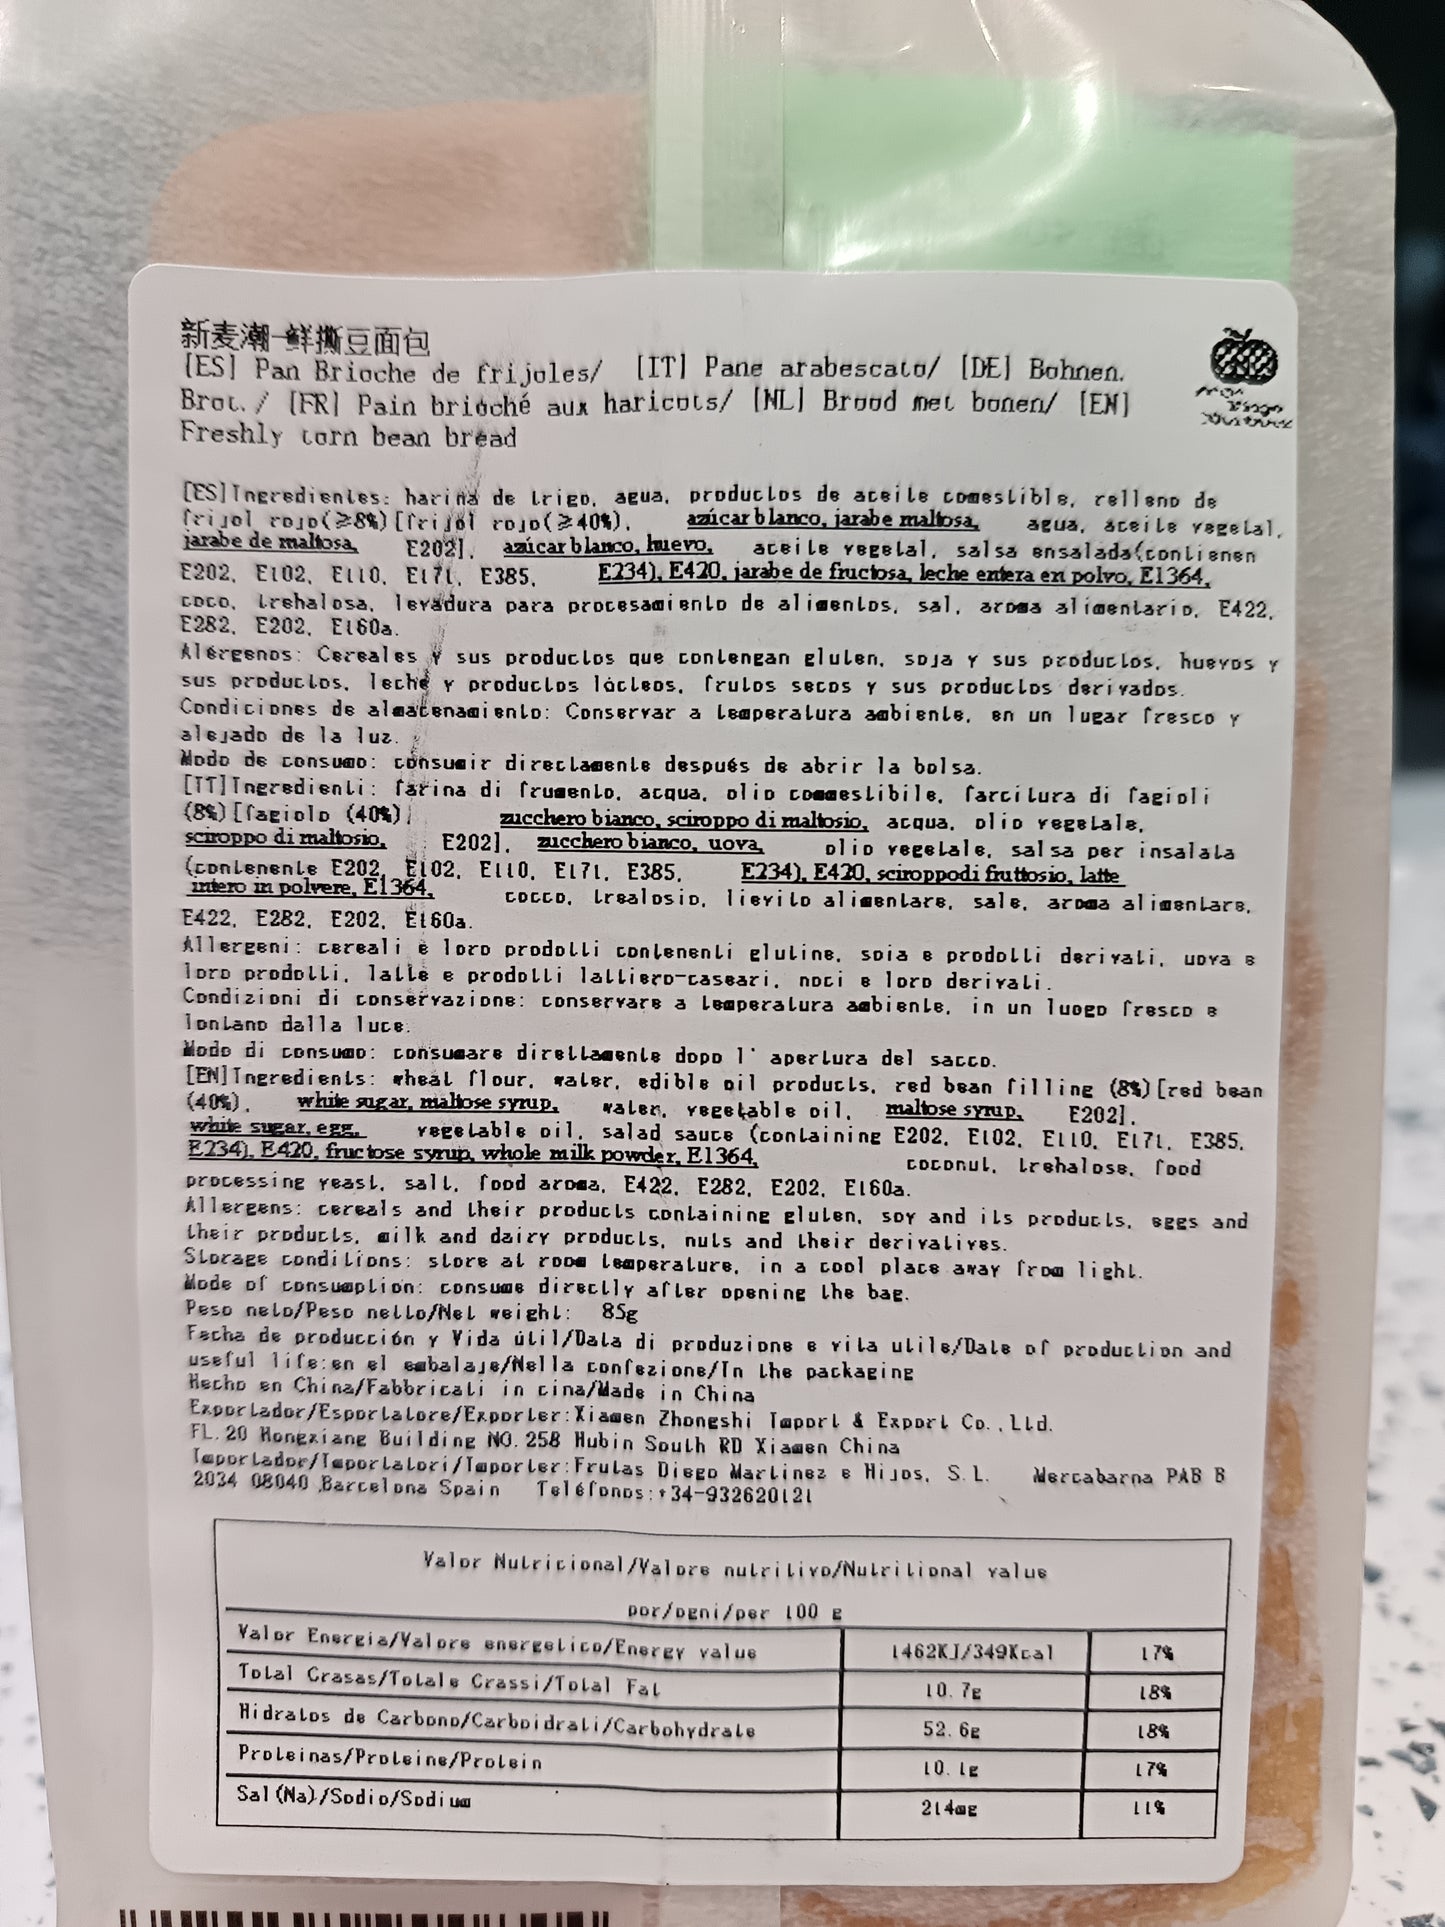 新麦潮-鲜撕豆面包
[ES] Pan Brioche de frijoles/ [IT] Pane arabescato/ [DE] Bohnen.
Brot./ [FR] Pain brioché aux haricots/ [NL] Brood met bonen/ [EN]
Freshly torn bean bread
[ES]Ingredientes: harina de trigo, agua, productos de aceite comestible, relleno de
frijol rojo(≥8%)[frijol rojo(≥40%), azúcar blanco, jarabe maltosa, agua, aceite vegetal,
jarabe de maltosa, E202], azúcar blanco, huevo, aceite vegetal, salsa ensalada(contienen
E202, E102, E110, E171, E385, E234), E420, jarabe de fructosa, leche entera en polvo, E1364,
coco, trehalosa, levadura para procesamiento de alimentos, sal, aroma alimentario, E422,
E282, E202, E160a.
Alérgenos: Cereales y sus productos que contengan gluten, soja y sus productos, huevos y
sus productos, leche y productos lácteos, frutos secos y sus productos derivados.
Condiciones de almacenamiento: Conservar a temperatura ambiente, en un lugar fresco y
alejado de la luz.
Modo de consumo: consumir directamente después de abrir la bolsa.
[IT]Ingredienti: farina di frumento, acqua, olio commestibile, farcitura di fagioli
(8%)[fagiolo (40%), zucchero bianco, sciroppo di maltosio, acqua, olio vegetale,
sciroppo di maltosio, E202], zucchero bianco, uova, olio vegetale, salsa per insalata
(contenente E202, E102, E110, E171, E385, E234), E420, sciroppodi fruttosio, latte
intero in polvere, E1364, cocco, trealosio, lievito alimentare, sale, aroma alimentare,
E422, E282, E202, E160a.
Allergeni: cereali e loro prodotti contenenti glutine, soia e prodotti derivati, uova e
loro prodotti, latte e prodotti lattiero-caseari, noci e loro derivati.
Condizioni di conservazione: conservare a temperatura ambiente, in un luogo fresco e
lontano dalla luce.
Modo di consumo: consumare direttamente dopo l'apertura del sacco.
[EN]Ingredients: wheat flour, water, edible oil products, red bean filling (8%)[red bean
(40%), white sugar, maltose syrup, water, vegetable oil, maltose syrup, E202],
white sugar, egg, vegetable oil, salad sauce (containing E202, E102, E110, E171, E385,
E234), E420, fructose syrup, whole milk powder, E1364, coconut, trehalose, food
processing yeast, salt, food aroma, E422, E282, E202, E160a.
Allergens: cereals and their products containing gluten, soy and its products, eggs and
their products, milk and dairy products, nuts and their derivatives.
Storage conditions: store at room temperature, in a cool place away from light.
Mode of consumption: consume directly after opening the bag.
Peso neto/Peso netto/Net weight: 85g
Fecha de producción y Vida útil/Data di produzione e vita utile/Date of production and
useful life:en el embalaje/Nella confezione/In the packaging
Hecho en China/Fabbricati in cina/Made in China
Exportador/Esportatore/Exporter:Xiamen Zhongshi Import & Export Co.,Ltd.
FL.20 Hongxiang Building NO.258 Hubin South RD Xiamen China
Importador/Importatori/Importer:Frutas Diego Martinez e Hijos, S.L. Mercabarna PAB B
2034 08040 Barcelona Spain Teléfonos:+34-932620121
Valor Nutricional/Valore nutritivo/Nutritional value
por/ogni/per 100 g
Valor Energia/Valore energetico/Energy value 1462KJ/349Kcal 17%
Total Grasas/Totale Grassi/Total Fat 10.7g 18%
Hidratos de Carbono/Carboidrati/Carbohydrate 52.6g 18%
Proteinas/Proteine/Protein 10.1g 17%
Sal(Na)/Sodio/Sodium 214mg 11%